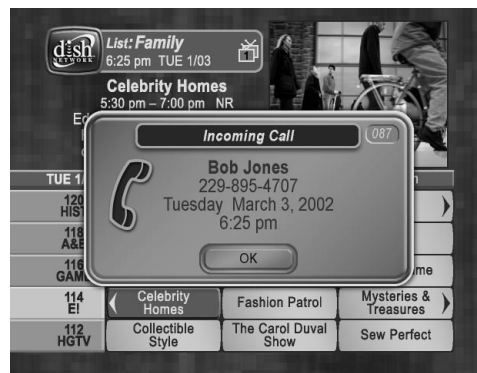 dish
NETWORK
List: Family
6:25 pm TUE 1/03
1
Celebrity Homes
5:30 pm – 7:00 pm NR
Incoming Call
087
Bob Jones
229-895-4707
Tuesday March 3, 2002
6:25 pm
OK
TUE
120
118
A&E
116
114
E!
Celebrity
Homes
Fashion Patrol
Mysteries &
Treasures
112
HGTV
Collectible
Style
The Carol Duval
Show
Sew Perfect